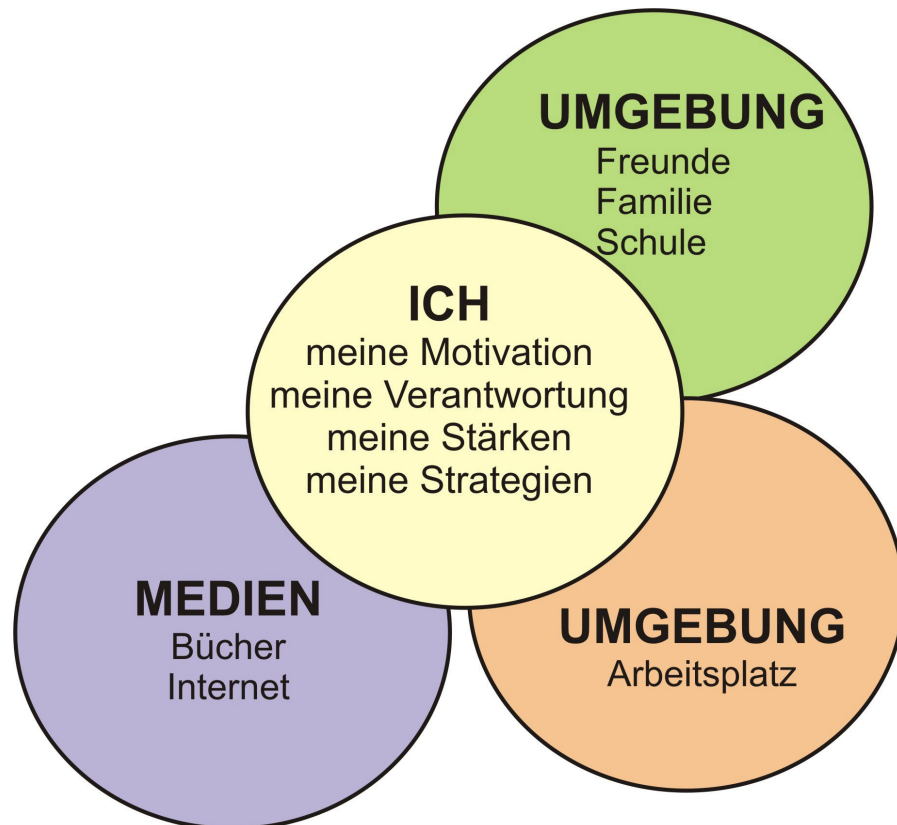 UMGEBUNG
Freunde
Familie
Schule
ICH
meine Motivation
meine Verantwortung
meine Stärken
meine Strategien
MEDIEN
Bücher
Internet
UMGEBUNG
Arbeitsplatz